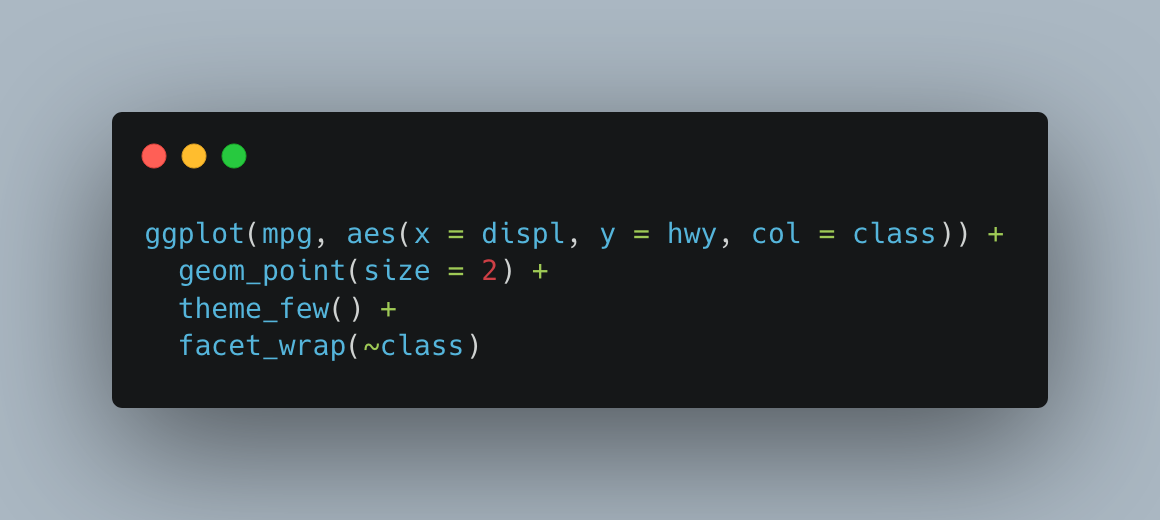 ggplot(mpg, aes(x = displ, y = hwy, col = class)) +
  geom_point(size = 2) +
  theme_few() +
  facet_wrap(~class)